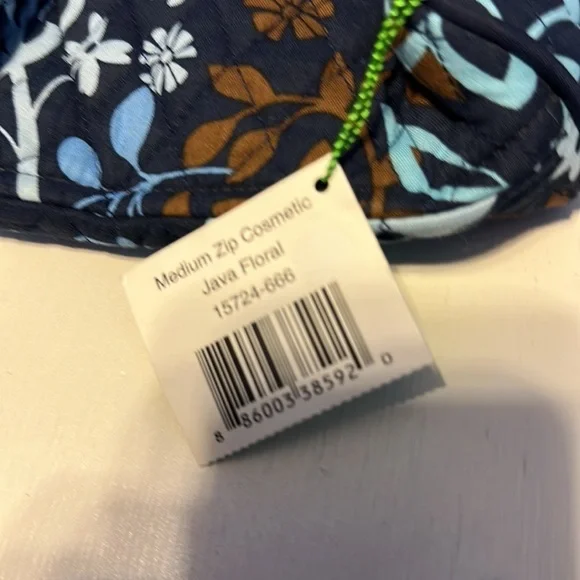 Medium Zip Cosmetic
Java Floral
15724-666
8 86003 38592 0